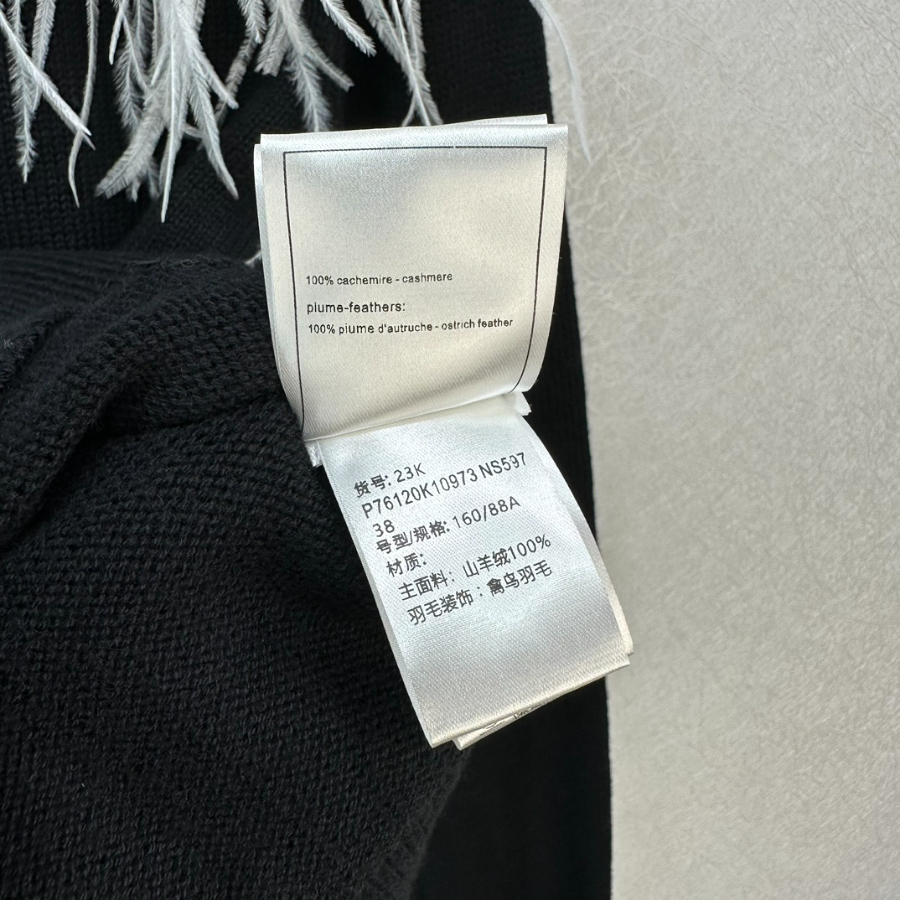 100% cachemire - cashmere
plume-feathers:
100% plume d'autruche - ostrich feather
货号: 23K
P76120K10973 NS597
38
号型/规格: 160/88A
材质:
主面料: 山羊绒100%
羽毛装饰: 禽鸟羽毛